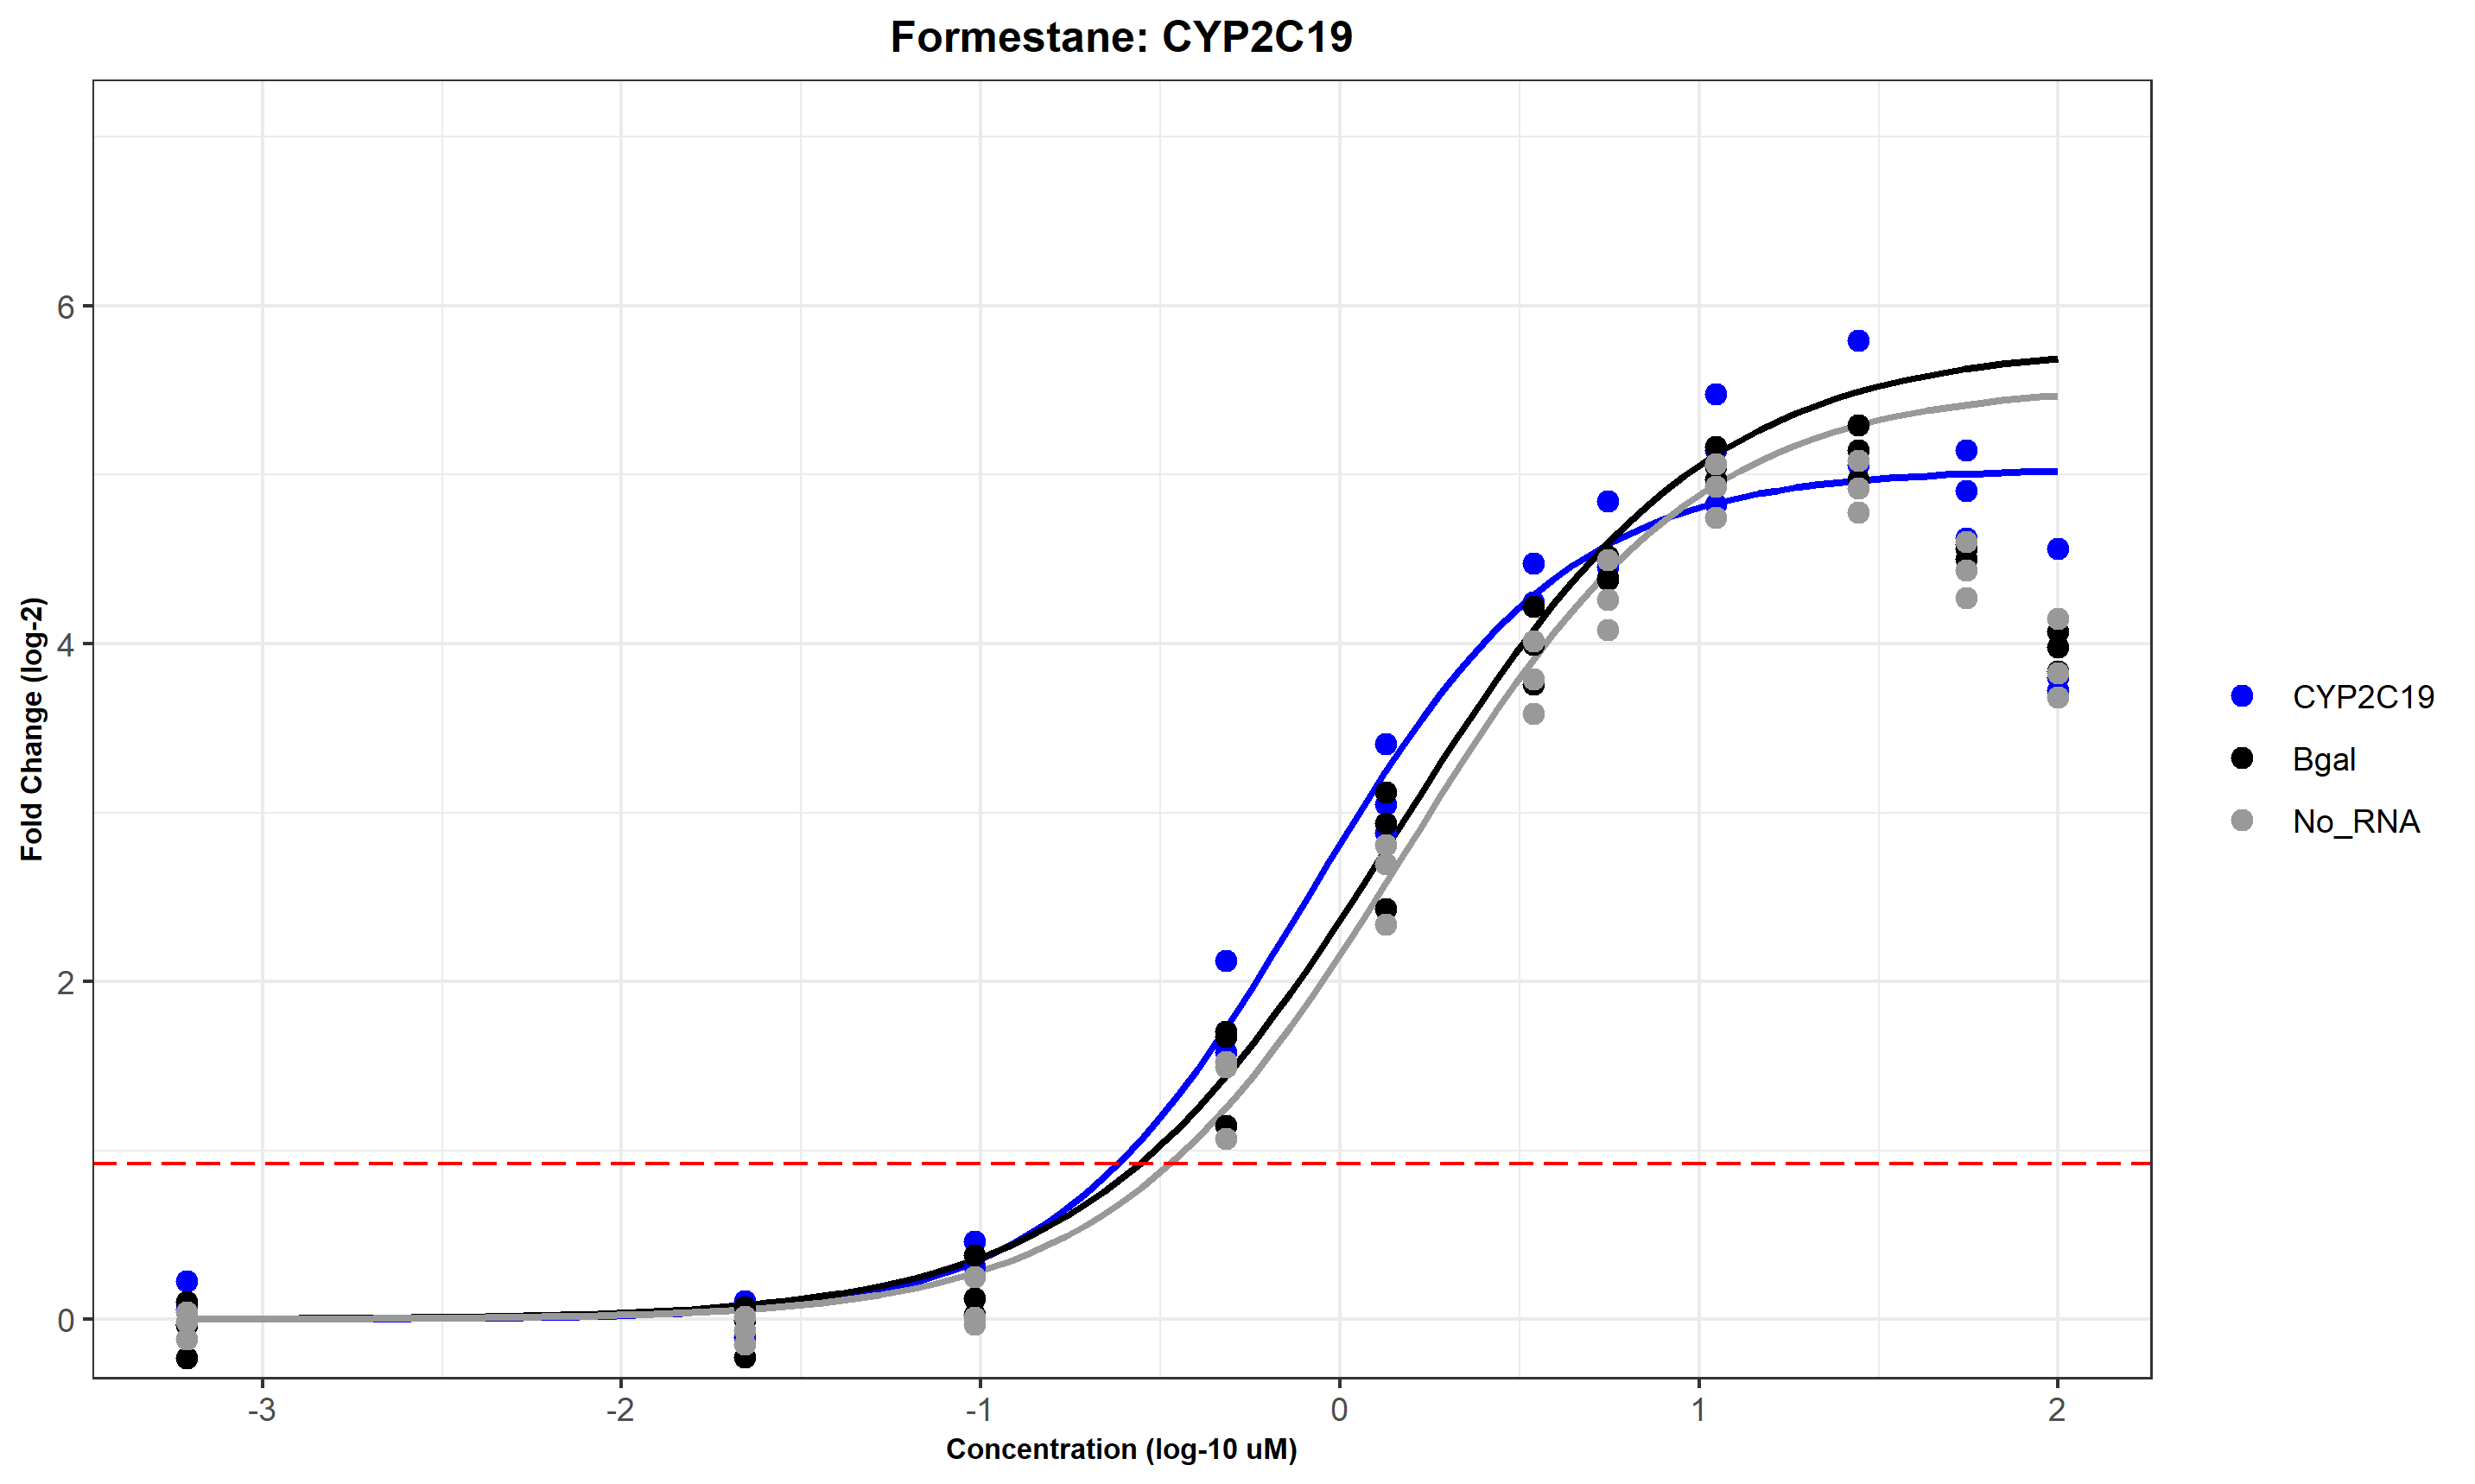 Formestane: CYP2C19
Fold Change (log-2)
6
4
2
0
-3 -2 -1 0 1 2
Concentration (log-10 uM)
CYP2C19
Bgal
No_RNA